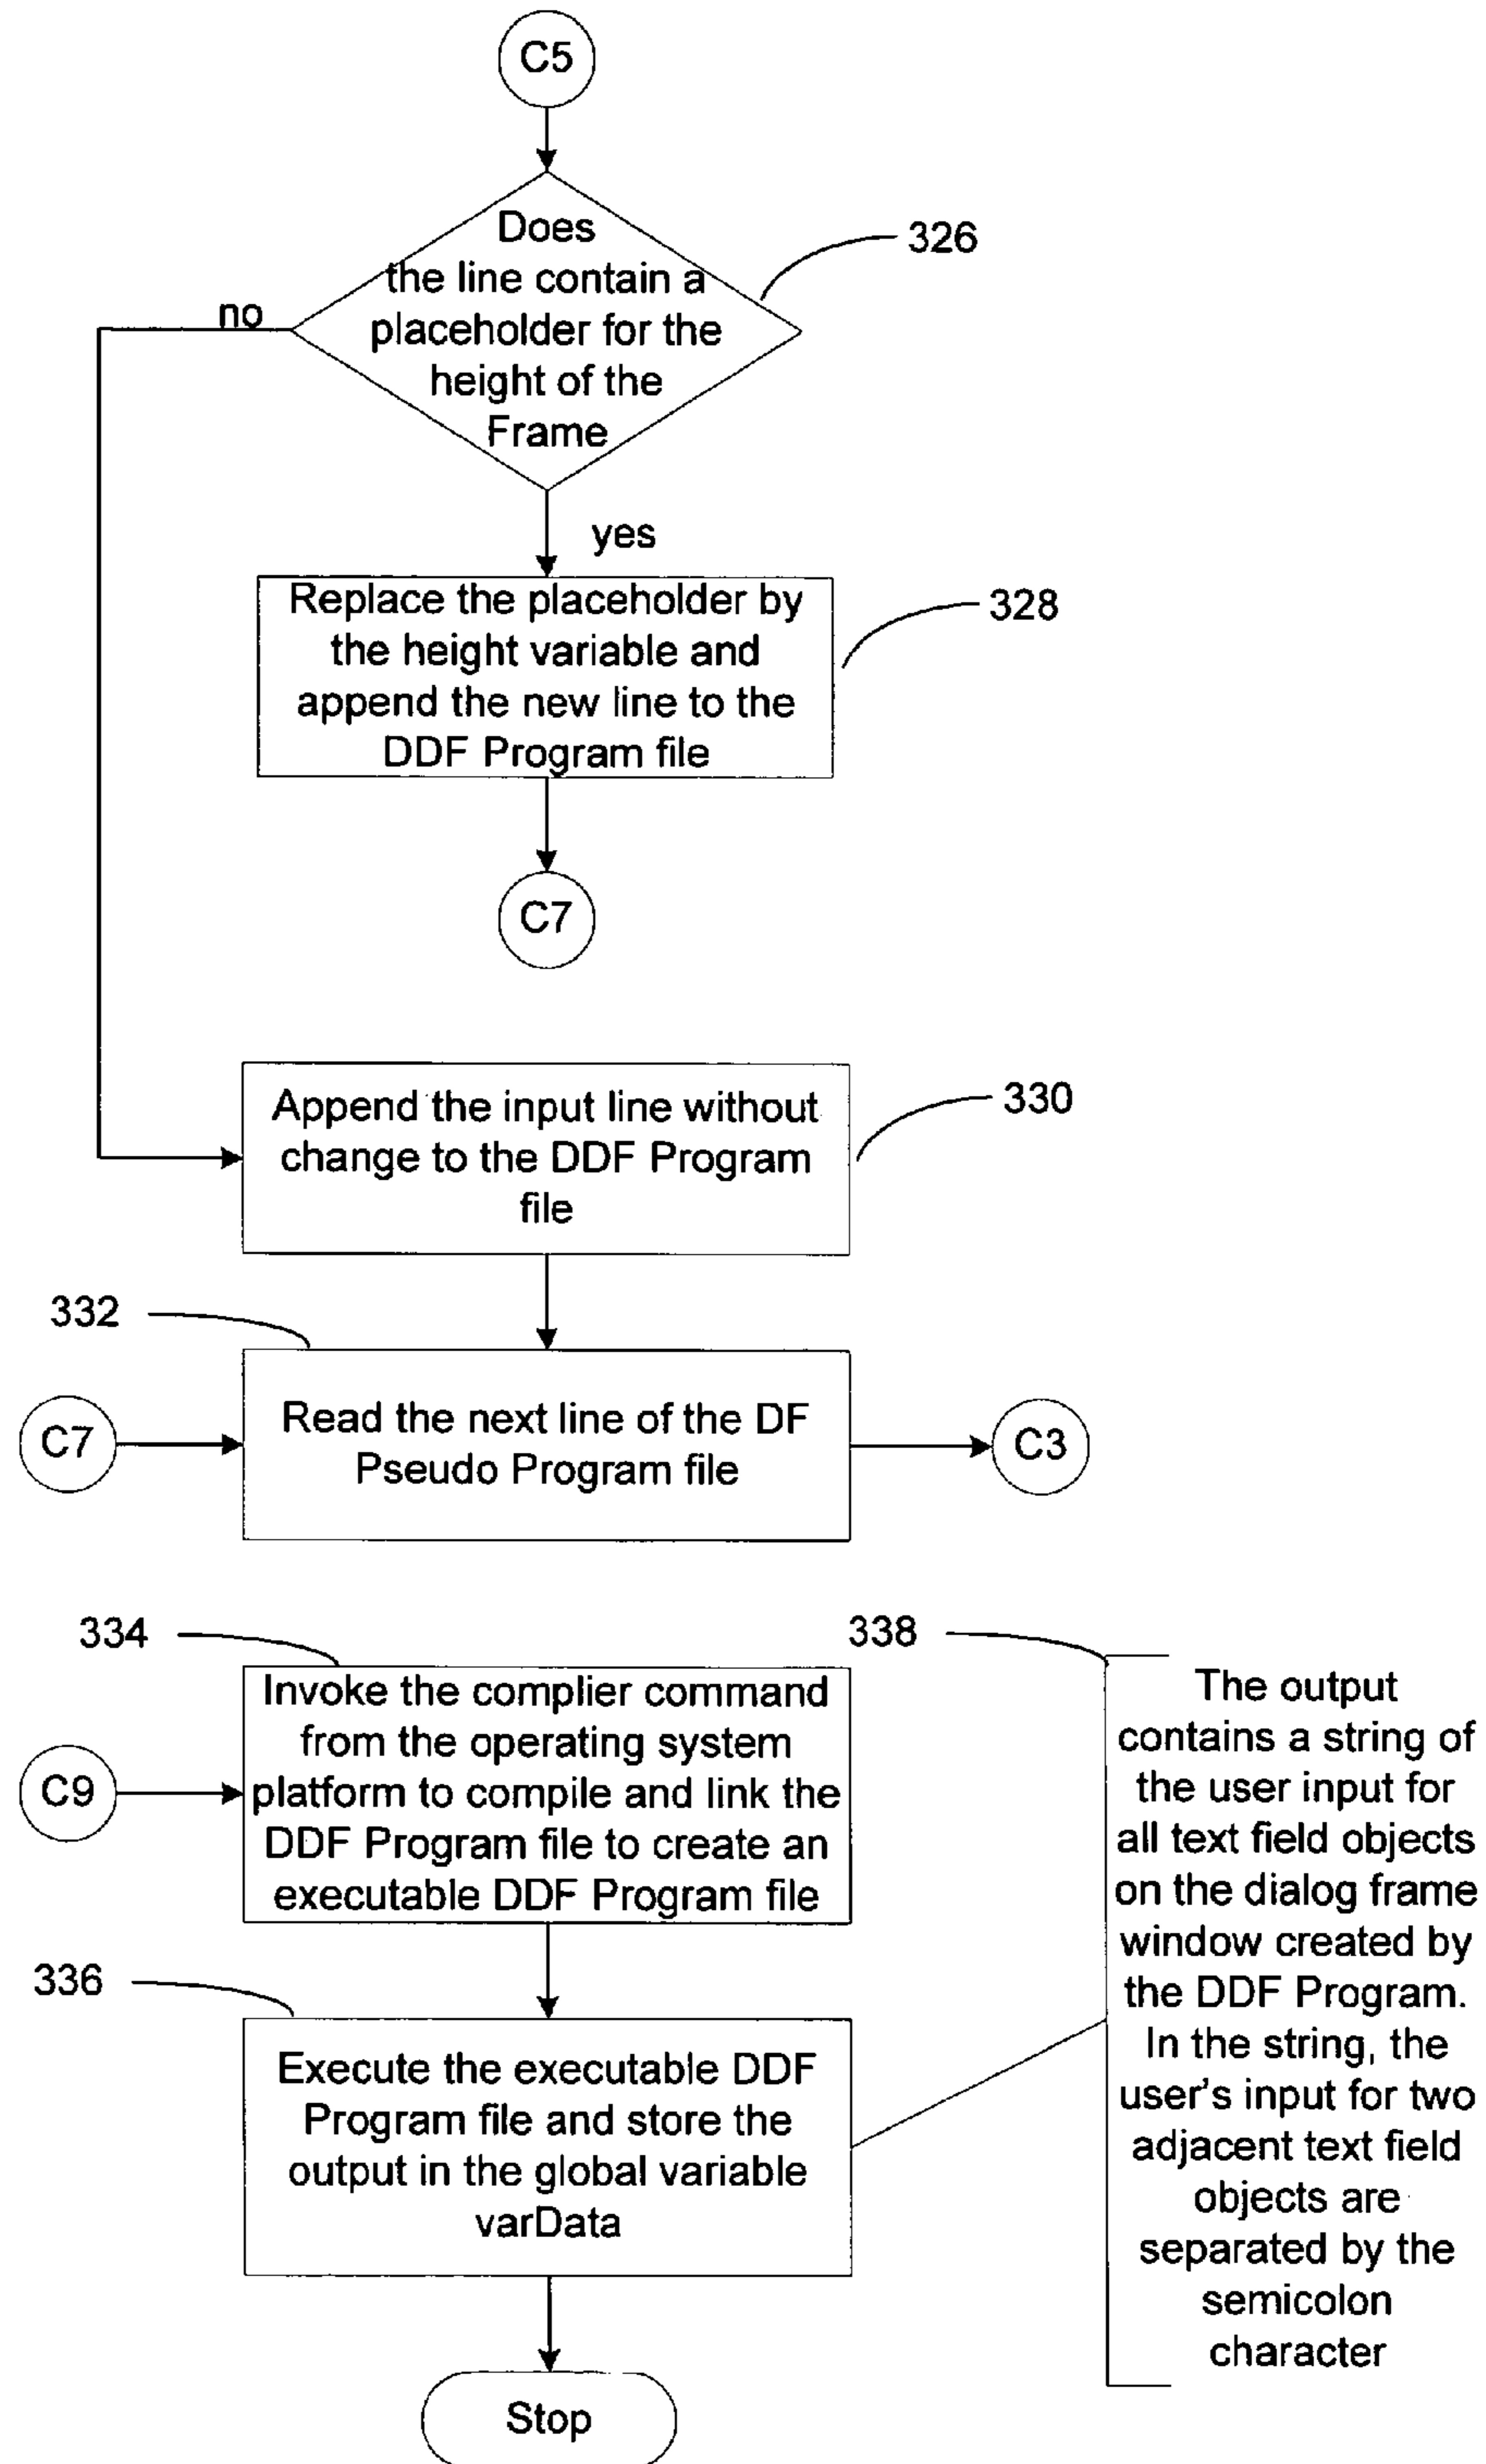 C5
Does
the line contain a
placeholder for the
height of the
Frame
326
no
yes
Replace the placeholder by
the height variable and
append the new line to the
DDF Program file
328
C7
Append the input line without
change to the DDF Program
file
330
332
C7
Read the next line of the DF
Pseudo Program file
C3
334
C9
Invoke the complier command
from the operating system
platform to compile and link the
DDF Program file to create an
executable DDF Program file
336
Execute the executable DDF
Program file and store the
output in the global variable
varData
338
The output
contains a string of
the user input for
all text field objects
on the dialog frame
window created by
the DDF Program.
In the string, the
user's input for two
adjacent text field
objects are
separated by the
semicolon
character
Stop